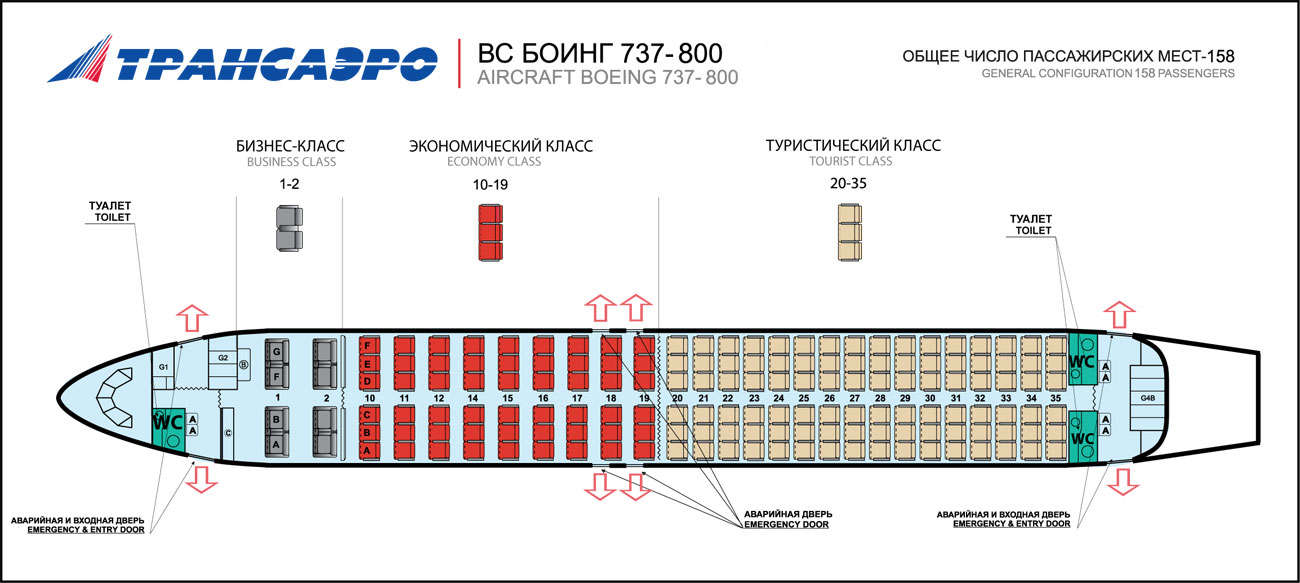 ТРАНСАЭРО
ВС БОИНГ 737-800
AIRCRAFT BOEING 737-800
ОБЩЕЕ ЧИСЛО ПАССАЖИРСКИХ МЕСТ-158
GENERAL CONFIGURATION 158 PASSENGERS
БИЗНЕС-КЛАСС
BUSINESS CLASS
1-2
ЭКОНОМИЧЕСКИЙ КЛАСС
ECONOMY CLASS
10-19
ТУРИСТИЧЕСКИЙ КЛАСС
TOURIST CLASS
20-35
ТУАЛЕТ
TOILET
ТУАЛЕТ
TOILET
G1
G2
B
G
F
F
E
D
WC
A
A
1 2 10 11 12 14 15 16 17 18 19 20 21 22 23 24 25 26 27 28 29 30 31 32 33 34 35
G4B
WC
A
A
C
B
A
C
B
A
WC
A
A
АВАРИЙНАЯ И ВХОДНАЯ ДВЕРЬ
EMERGENCY & ENTRY DOOR
АВАРИЙНАЯ ДВЕРЬ
EMERGENCY DOOR
АВАРИЙНАЯ И ВХОДНАЯ ДВЕРЬ
EMERGENCY & ENTRY DOOR